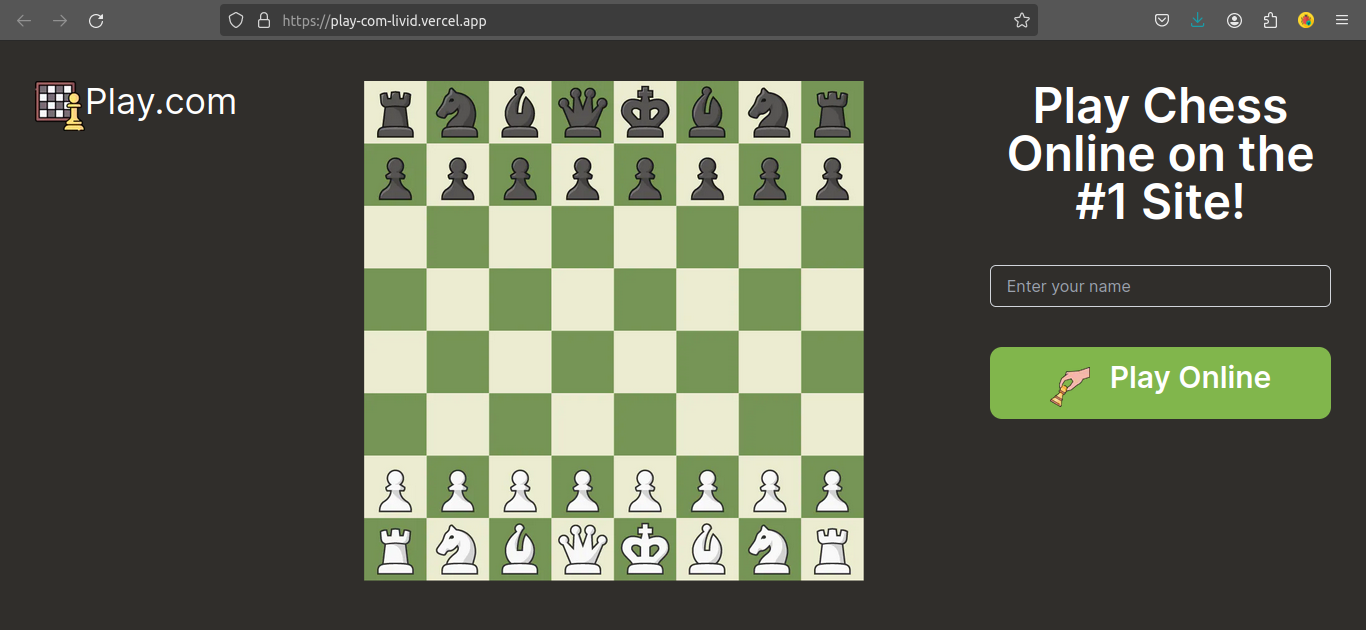 https://play-com-livid.vercel.app
Play.com
Play Chess
Online on the
#1 Site!
Enter your name
Play Online